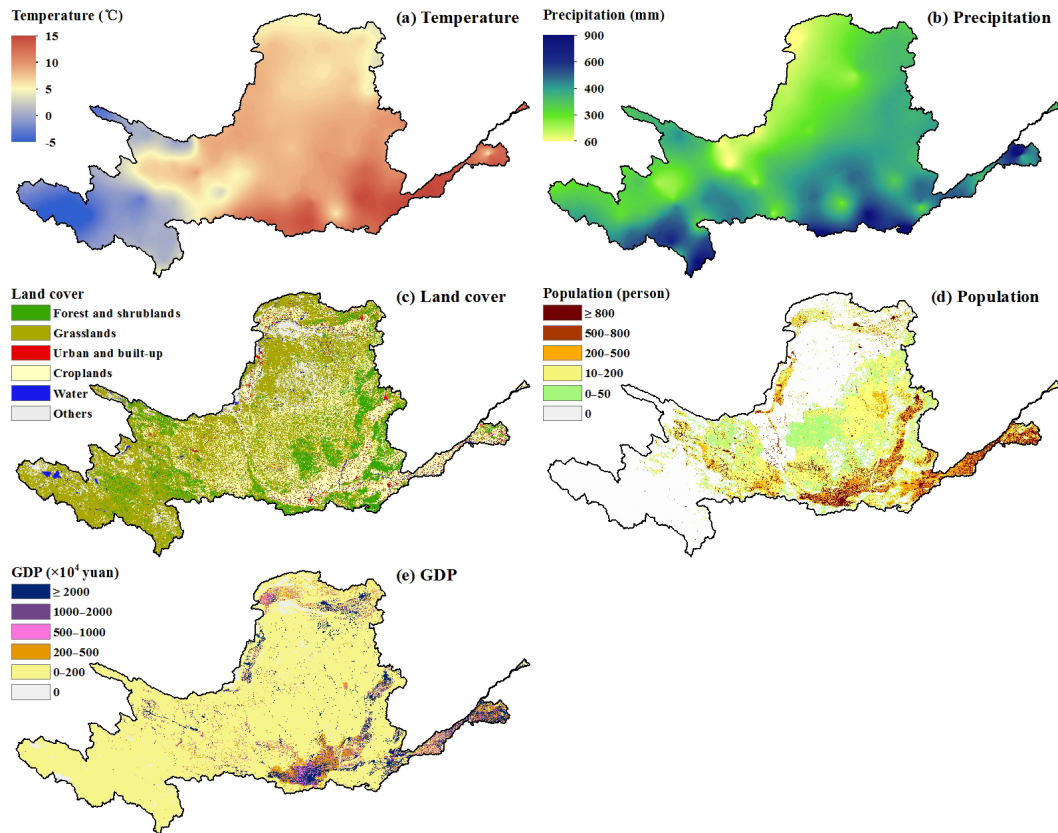 Temperature (℃)
15
10
5
0
-5
(a) Temperature
Precipitation (mm)
900
600
400
300
60
(b) Precipitation
Land cover
Forest and shrublands
Grasslands
Urban and built-up
Croplands
Water
Others
(c) Land cover
Population (person)
≥ 800
500–800
200–500
10–200
0–50
0
(d) Population
GDP (×10⁴ yuan)
≥ 2000
1000–2000
500–1000
200–500
0–200
0
(e) GDP